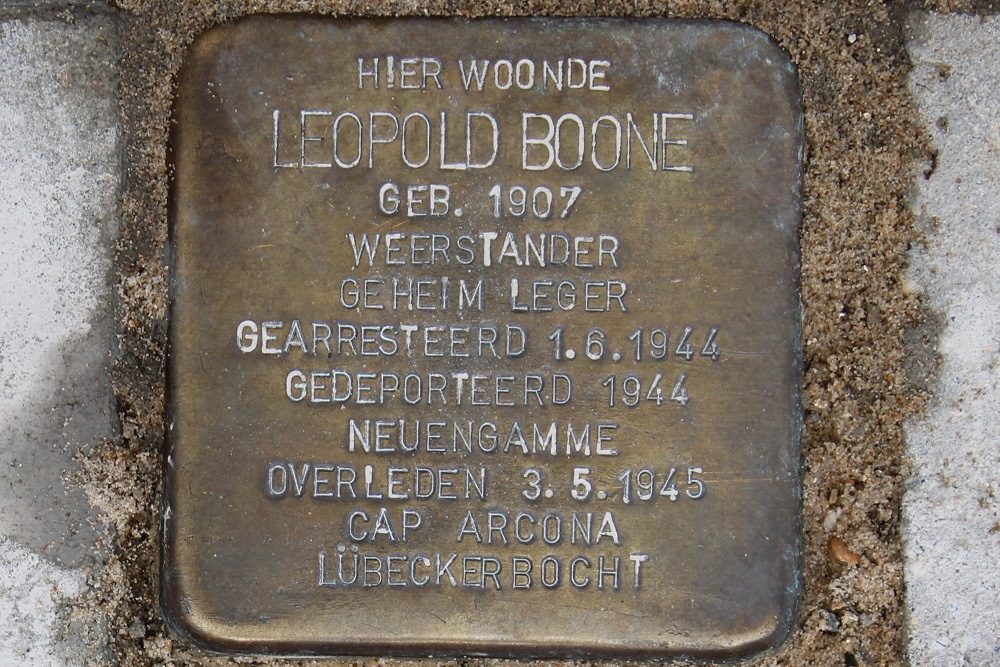 HIER WOONDE
LEOPOLD BOONE
GEB. 1907
WEERSTANDER
GEHEIM LEGER
GEARRESTEERD 1.6.1944
GEDEPORTEERD 1944
NEUENGAMME
OVERLEDEN 3.5.1945
CAP ARCONA
LÜBECKERBOCHT